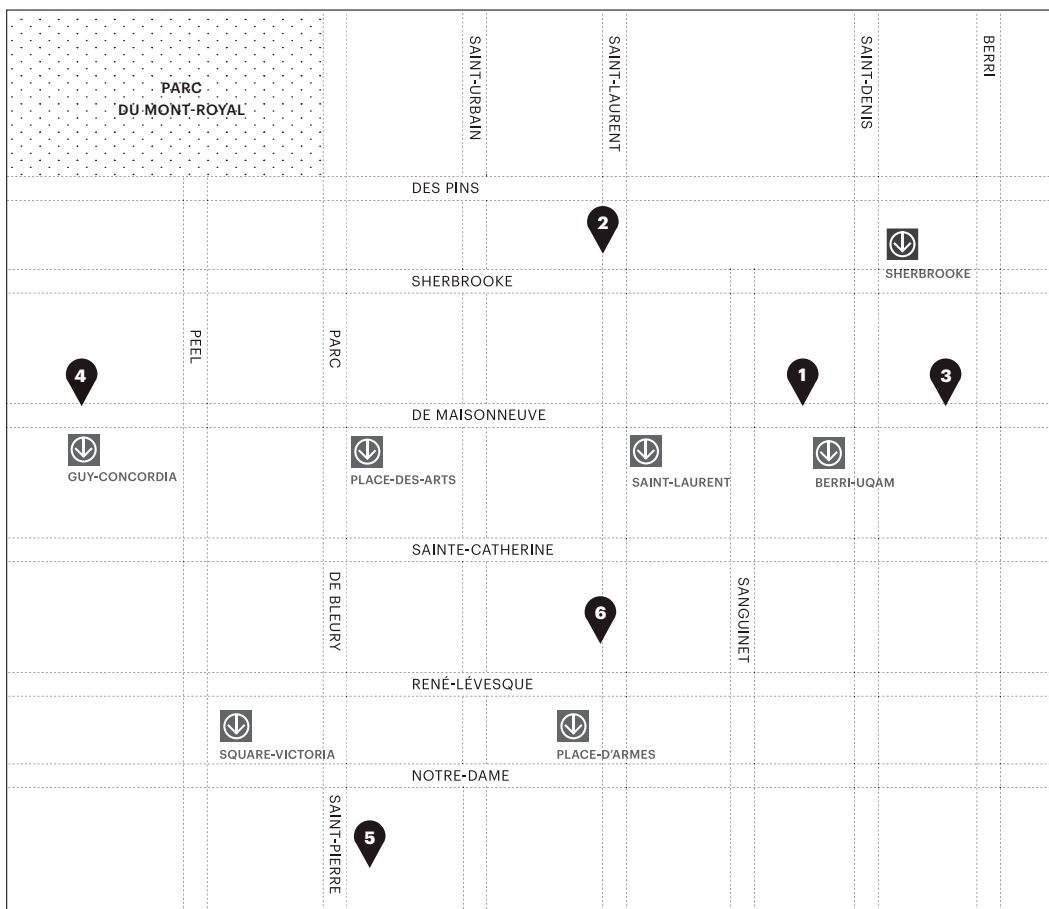 SAINT-URBAIN
SAINT-LAURENT
SAINT-DENIS
BERRI
PARC
DU MONT-ROYAL
DES PINS
2
SHERBROOKE
SHERBROOKE
PEEL
PARC
4
1
3
DE MAISONNEUVE
GUY-CONCORDIA
PLACE-DES-ARTS
SAINT-LAURENT
BERRI-UQAM
SAINTE-CATHERINE
DE BLEURY
SANGUINET
6
RENÉ-LÉVESQUE
SQUARE-VICTORIA
PLACE-D'ARMES
NOTRE-DAME
SAINT-PIERRE
5